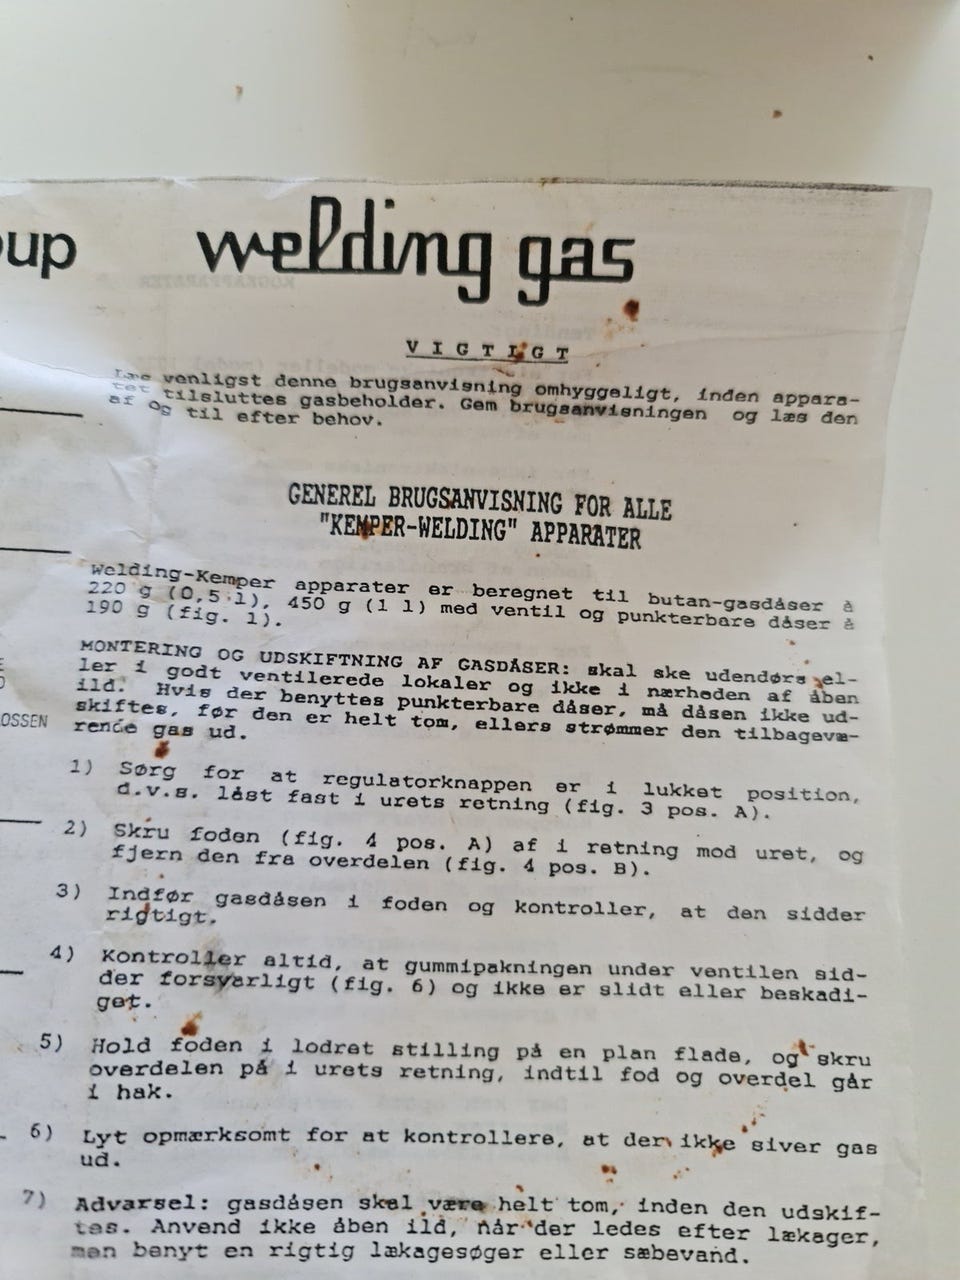 oup
welding gas
VIGTIGT
Læs venligst denne brugsanvisning omhyggeligt, inden appara-
tet tilsluttes gasbeholder. Gem brugsanvisningen og læs den
af og til efter behov.
GENEREL BRUGSANVISNING FOR ALLE
"KEMPER-WELDING" APPARATER
Welding-Kemper apparater er beregnet til butan-gasdåser à
220 g (0,5 l), 450 g (1 l) med ventil og punkterbare dåser à
190 g (fig. 1).
MONTERING OG UDSKIFTNING AF GASDÅSER: skal ske udendørs el-
ler i godt ventilerede lokaler og ikke i nærheden af åben
ild. Hvis der benyttes punkterbare dåser, må dåsen ikke ud-
skiftes, før den er helt tom, ellers strømmer den tilbagevæ-
rende gas ud.
OSSEN
1) Sørg for at regulatorknappen er i lukket position,
d.v.s. låst fast i urets retning (fig. 3 pos. A).
2) Skru foden (fig. 4 pos. A) af i retning mod uret, og
fjern den fra overdelen (fig. 4 pos. B).
3) Indfør gasdåsen i foden og kontroller, at den sidder
rigtigt.
4) Kontroller altid, at gummipakningen under ventilen sid-
der forsvarligt (fig. 6) og ikke er slidt eller beskadi-
get.
5) Hold foden i lodret stilling på en plan flade, og skru
overdelen på i urets retning, indtil fod og overdel går
i hak.
6) Lyt opmærksomt for at kontrollere, at der ikke siver gas
ud.
7) Advarsel: gasdåsen skal være helt tom, inden den udskif-
tes. Anvend ikke åben ild, når der ledes efter lækager,
men benyt en rigtig lækagesøger eller sæbevand.